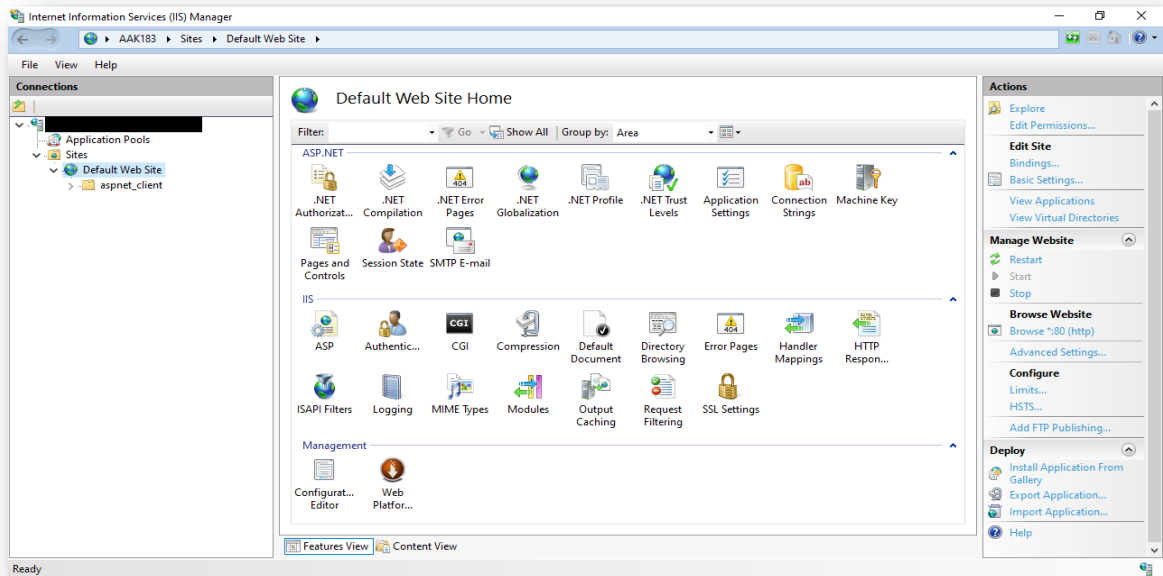 Internet Information Services (IIS) Manager
AAK183 Sites Default Web Site
File View Help
Connections
Application Pools
Sites
Default Web Site
aspnet_client
Default Web Site Home
Filter: Go Show All Group by: Area
ASP.NET
.NET Authorizat...
.NET Compilation
.NET Error Pages
.NET Globalization
.NET Profile
.NET Trust Levels
Application Settings
Connection Strings
Machine Key
Pages and Controls
Session State
SMTP E-mail
IIS
ASP
Authentic...
CGI
Compression
Default Document
Directory Browsing
Error Pages
Handler Mappings
HTTP Respon...
ISAPI Filters
Logging
MIME Types
Modules
Output Caching
Request Filtering
SSL Settings
Management
Configurat... Editor
Web Platfor...
Features View Content View
Actions
Explore
Edit Permissions...
Edit Site
Bindings...
Basic Settings...
View Applications
View Virtual Directories
Manage Website
Restart
Start
Stop
Browse Website
Browse *:80 (http)
Advanced Settings...
Configure
Limits...
HSTS...
Add FTP Publishing...
Deploy
Install Application From
Gallery
Export Application...
Import Application...
Help
Ready